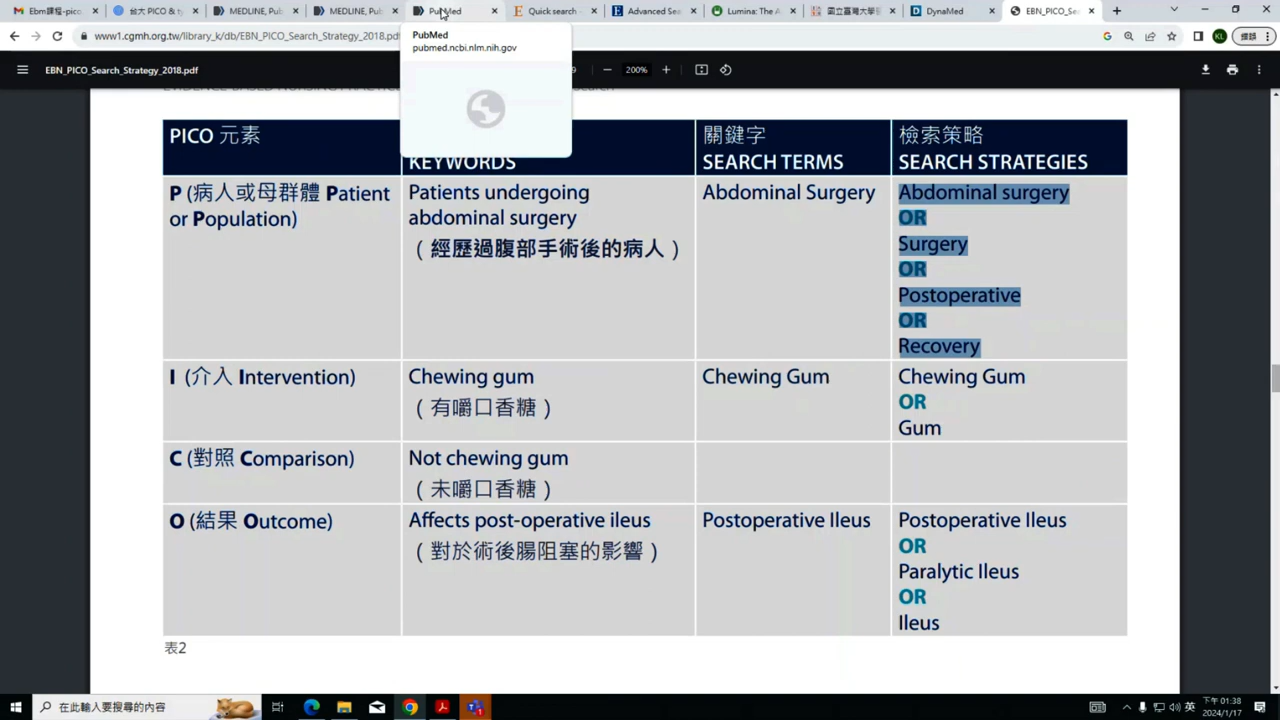 Ebm課程-pico
台大 PICO & ty
MEDLINE, Pub
MEDLINE, Pub
PubMed
Quick search -
Advanced Sea
Lumina: The A
國立臺灣大學醫
DynaMed
EBN_PICO_Sea
www1.cgmh.org.tw/library_k/db/EBN_PICO_Search_Strategy_2018.pdf
PubMed
pubmed.ncbi.nlm.nih.gov
KL
EBN_PICO_Search_Strategy_2018.pdf
200%
PICO 元素
KEYWORDS
關鍵字
SEARCH TERMS
檢索策略
SEARCH STRATEGIES
P (病人或母群體 Patient
or Population)
Patients undergoing
abdominal surgery
（經歷過腹部手術後的病人）
Abdominal Surgery
Abdominal surgery
OR
Surgery
OR
Postoperative
OR
Recovery
I (介入 Intervention)
Chewing gum
（有嚼口香糖）
Chewing Gum
Chewing Gum
OR
Gum
C (對照 Comparison)
Not chewing gum
（未嚼口香糖）
O (結果 Outcome)
Affects post-operative ileus
（對於術後腸阻塞的影響）
Postoperative Ileus
Postoperative Ileus
OR
Paralytic Ileus
OR
Ileus
表2
在此輸入要搜尋的內容
英
下午 01:38
2024/1/17